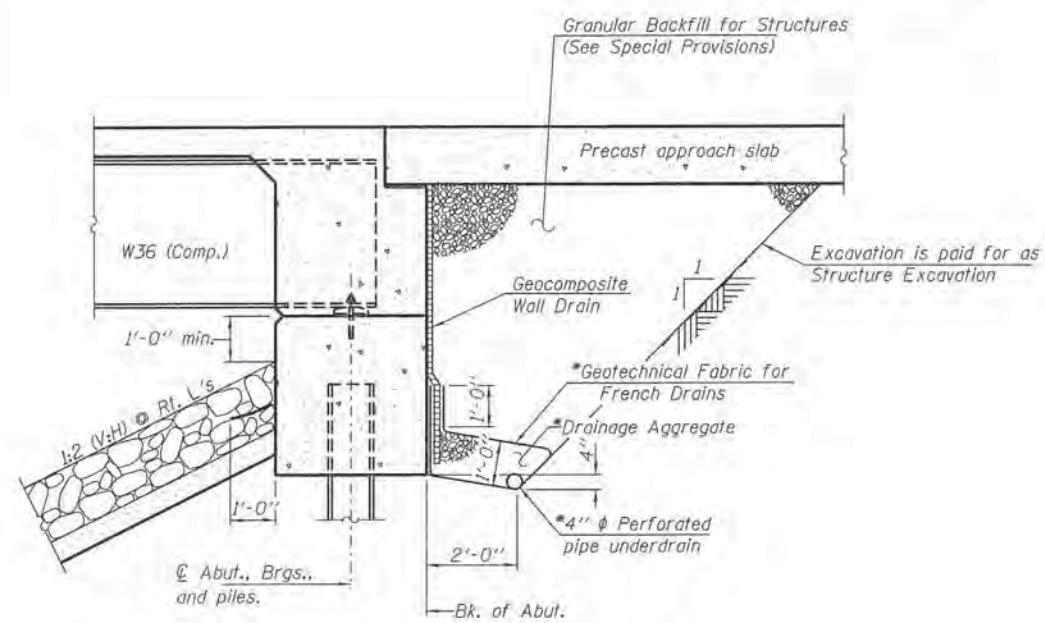 Granular Backfill for Structures
(See Special Provisions)
Precast approach slab
W36 (Comp.)
Excavation is paid for as
Structure Excavation
1
1
Geocomposite
Wall Drain
1'-0" min.
*Geotechnical Fabric for
French Drains
1'-0"
1:2 (V:H) @ Rt. L's
*Drainage Aggregate
1'-0"
4"
1'-0"
*4" ϕ Perforated
pipe underdrain
2'-0"
℄ Abut., Brgs.,
and piles.
Bk. of Abut.